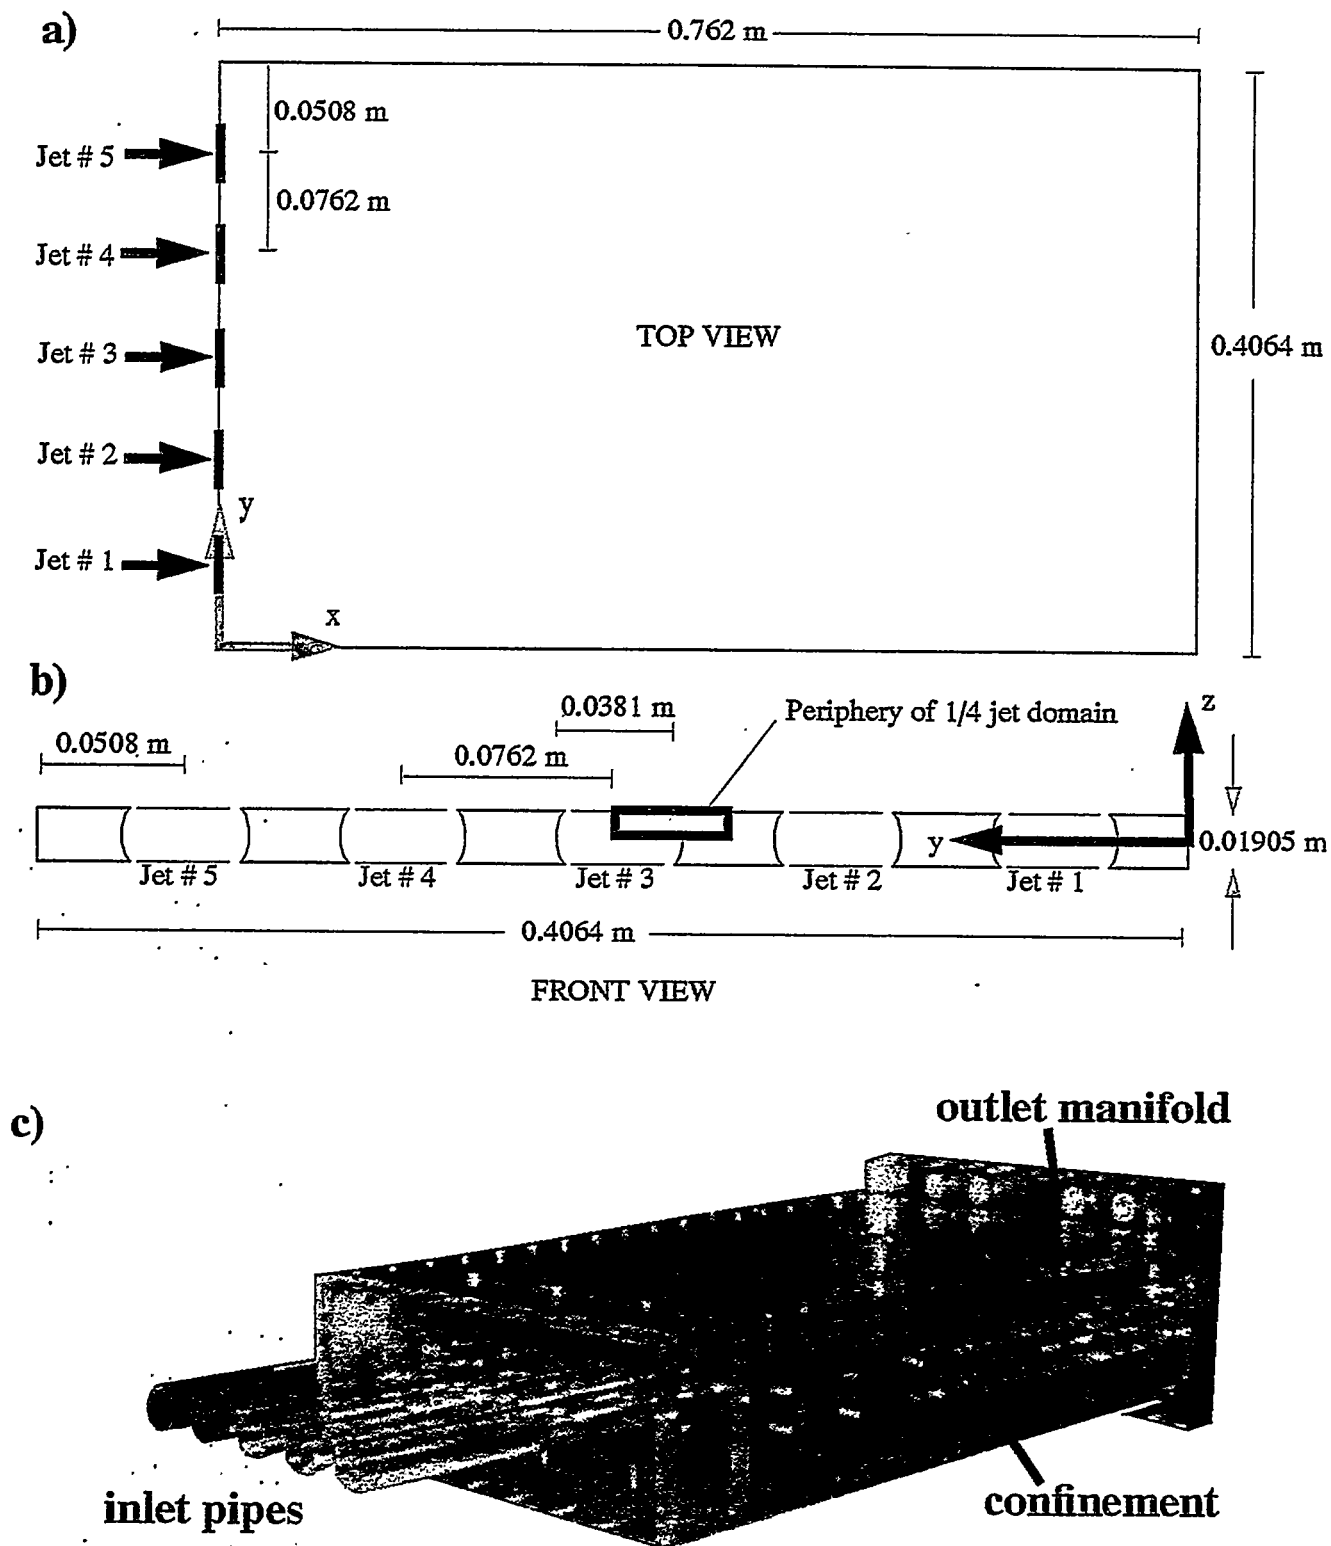 a)
0.762 m
0.0508 m
Jet # 5
0.0762 m
Jet # 4
TOP VIEW
0.4064 m
Jet # 3
Jet # 2
y
Jet # 1
x
b)
0.0381 m
Periphery of 1/4 jet domain
z
0.0508 m
0.0762 m
y
0.01905 m
Jet # 5
Jet # 4
Jet # 3
Jet # 2
Jet # 1
0.4064 m
FRONT VIEW
c)
outlet manifold
inlet pipes
confinement